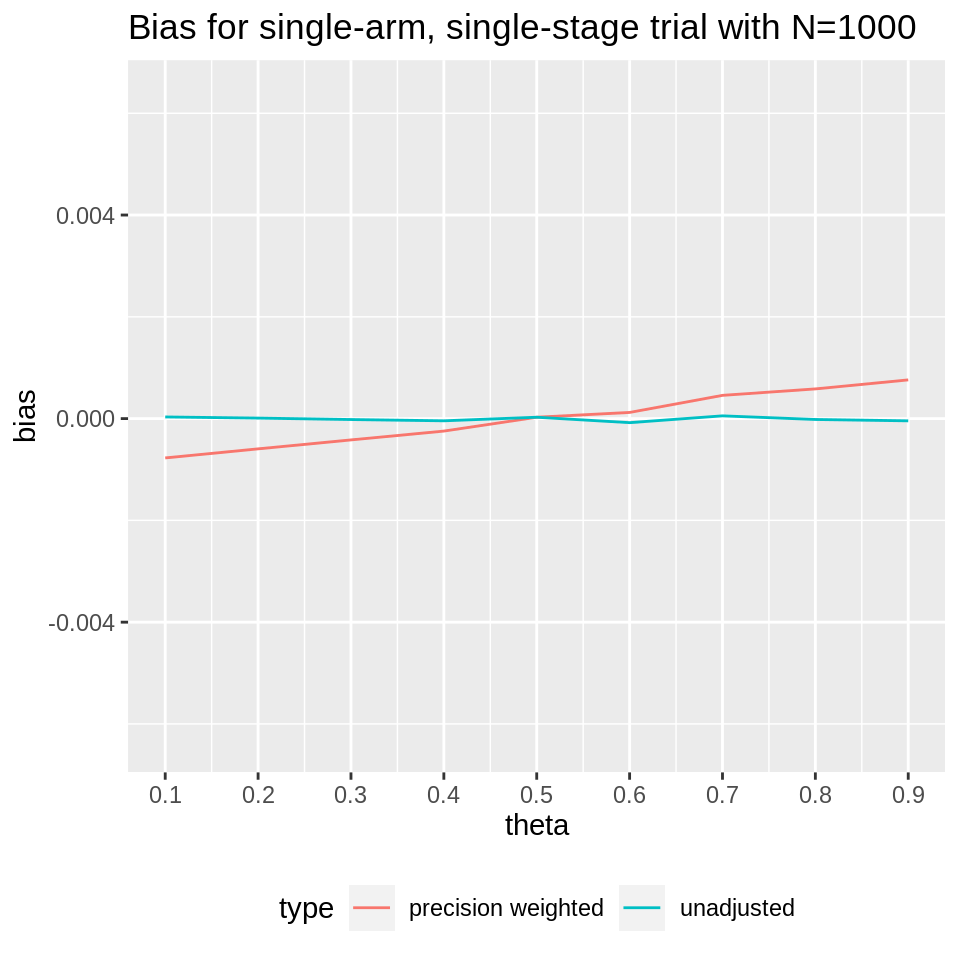 Bias for single-arm, single-stage trial with N=1000
bias
0.004
0.000
-0.004
0.1 0.2 0.3 0.4 0.5 0.6 0.7 0.8 0.9
theta
type precision weighted unadjusted